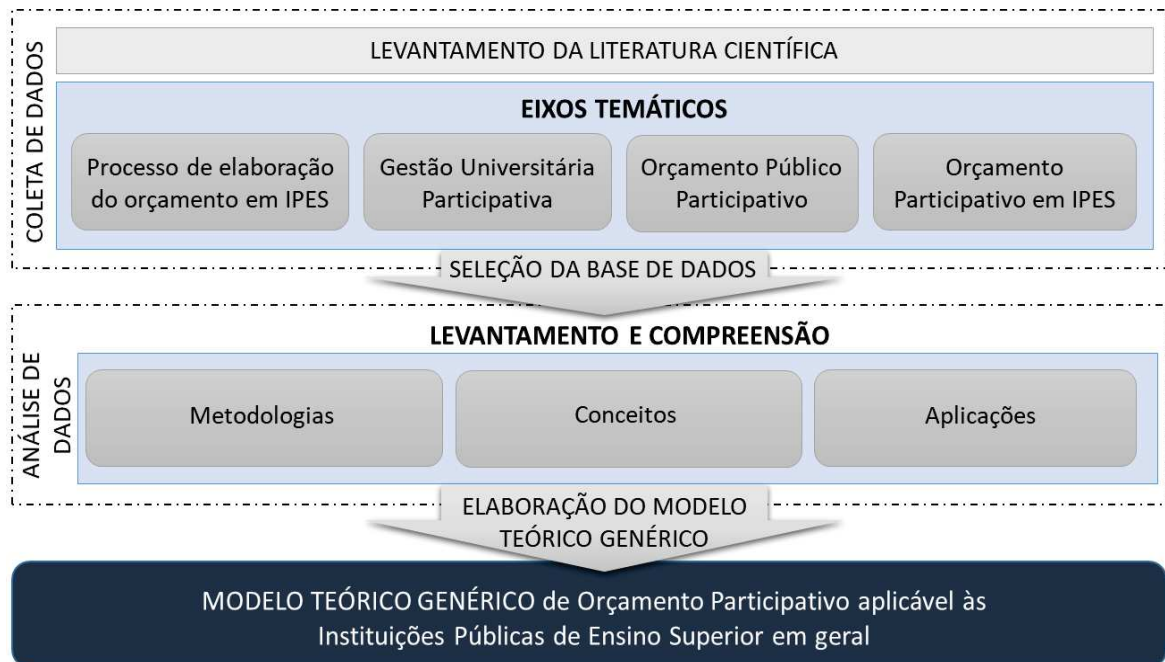 COLETA DE DADOS
LEVANTAMENTO DA LITERATURA CIENTÍFICA
EIXOS TEMÁTICOS
Processo de elaboração
do orçamento em IPES
Gestão Universitária
Participativa
Orçamento Público
Participativo
Orçamento
Participativo em IPES
SELEÇÃO DA BASE DE DADOS
ANÁLISE DE
DADOS
LEVANTAMENTO E COMPREENSÃO
Metodologias
Conceitos
Aplicações
ELABORAÇÃO DO MODELO
TEÓRICO GENÉRICO
MODELO TEÓRICO GENÉRICO de Orçamento Participativo aplicável às
Instituições Públicas de Ensino Superior em geral